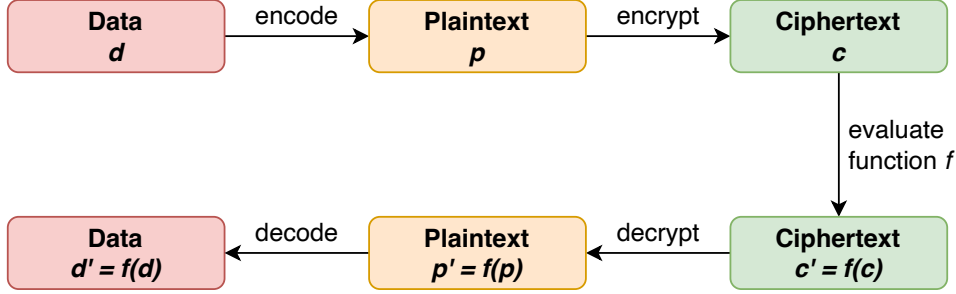 Data
d
encode
Plaintext
p
encrypt
Ciphertext
c
evaluate
function f
Data
d' = f(d)
decode
Plaintext
p' = f(p)
decrypt
Ciphertext
c' = f(c)